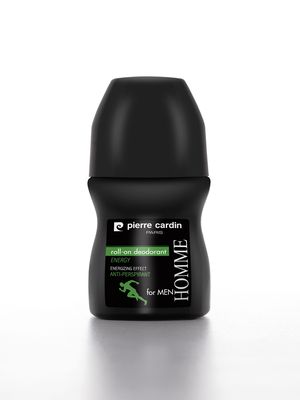 pierre cardin
PARIS
roll-on deodorant
ENERGY
ENERGIZING EFFECT
ANTI-PERSPIRANT
for MEN
HOMME